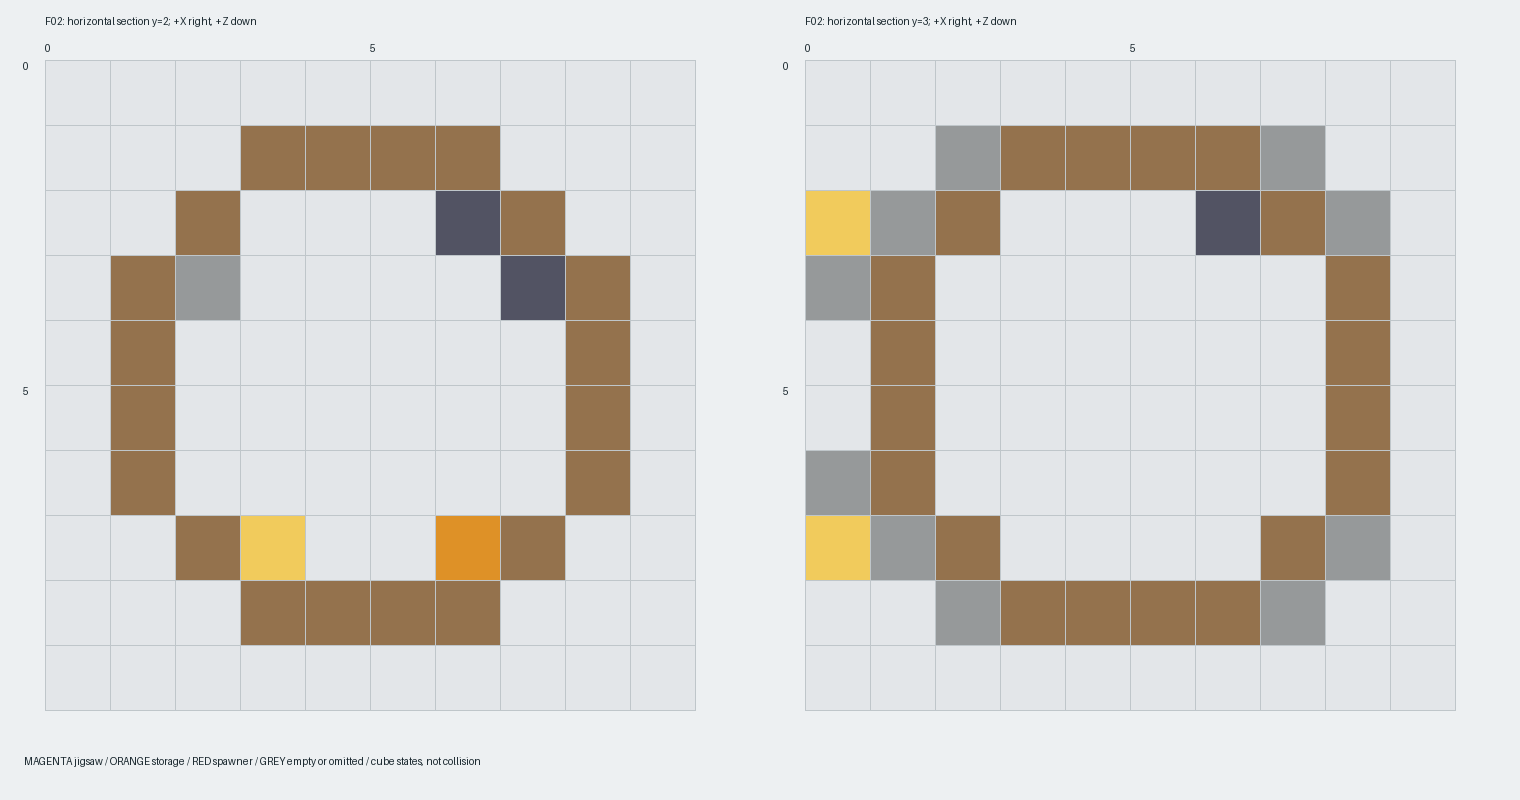 F02: horizontal section y=2; +X right, +Z down
F02: horizontal section y=3; +X right, +Z down
0 5
0 5
0
0
5
5
MAGENTA jigsaw / ORANGE storage / RED spawner / GREY empty or omitted / cube states, not collision